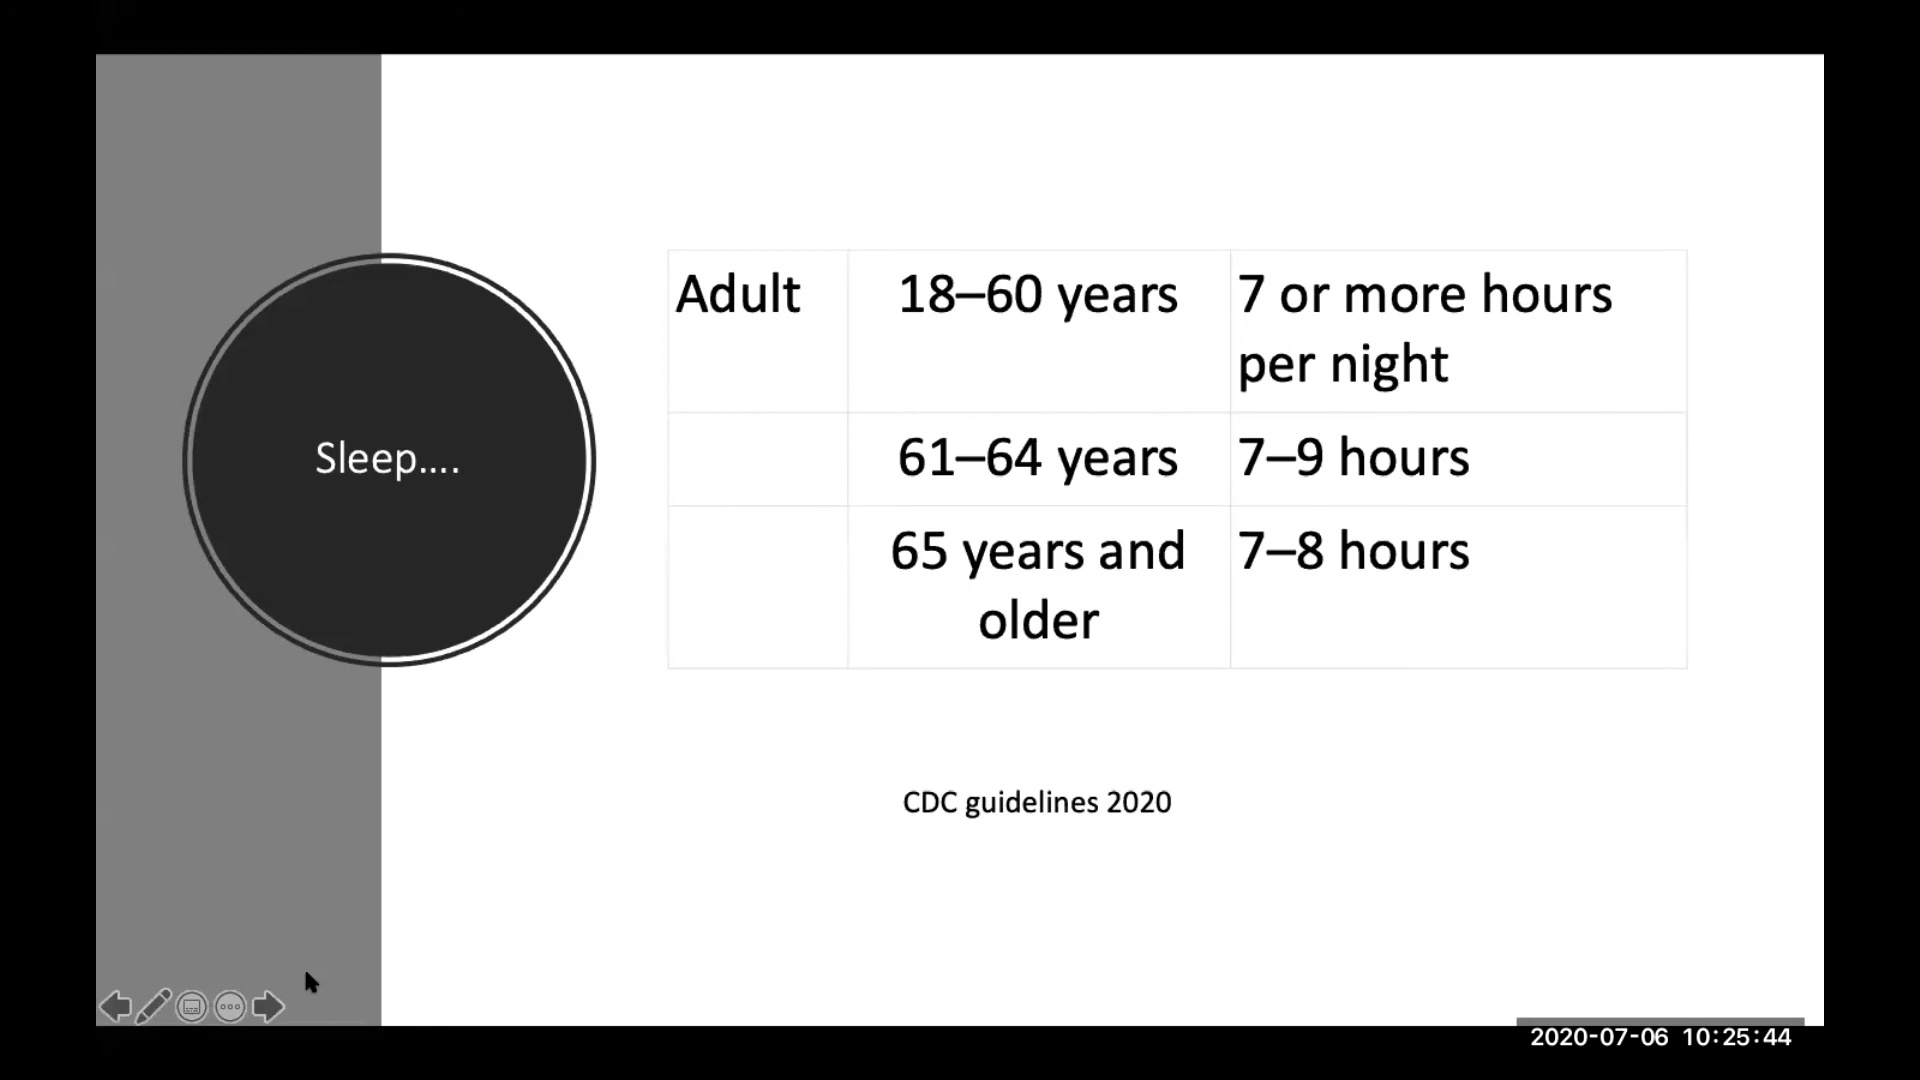 Sleep....
Adult
18–60 years
7 or more hours
per night
61–64 years
7–9 hours
65 years and
older
7–8 hours
CDC guidelines 2020
2020-07-06 10:25:44